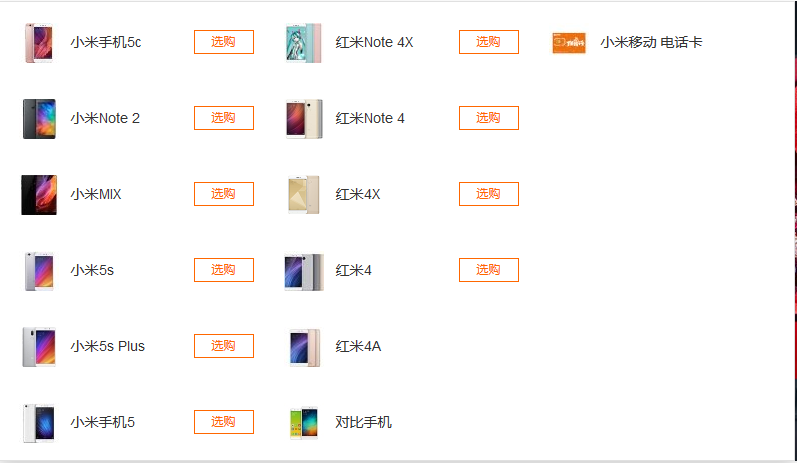 小米手机5c
选购
红米Note 4X
选购
小米移动 电话卡
小米Note 2
选购
红米Note 4
选购
小米MIX
选购
红米4X
选购
小米5s
选购
红米4
选购
小米5s Plus
选购
红米4A
小米手机5
选购
对比手机